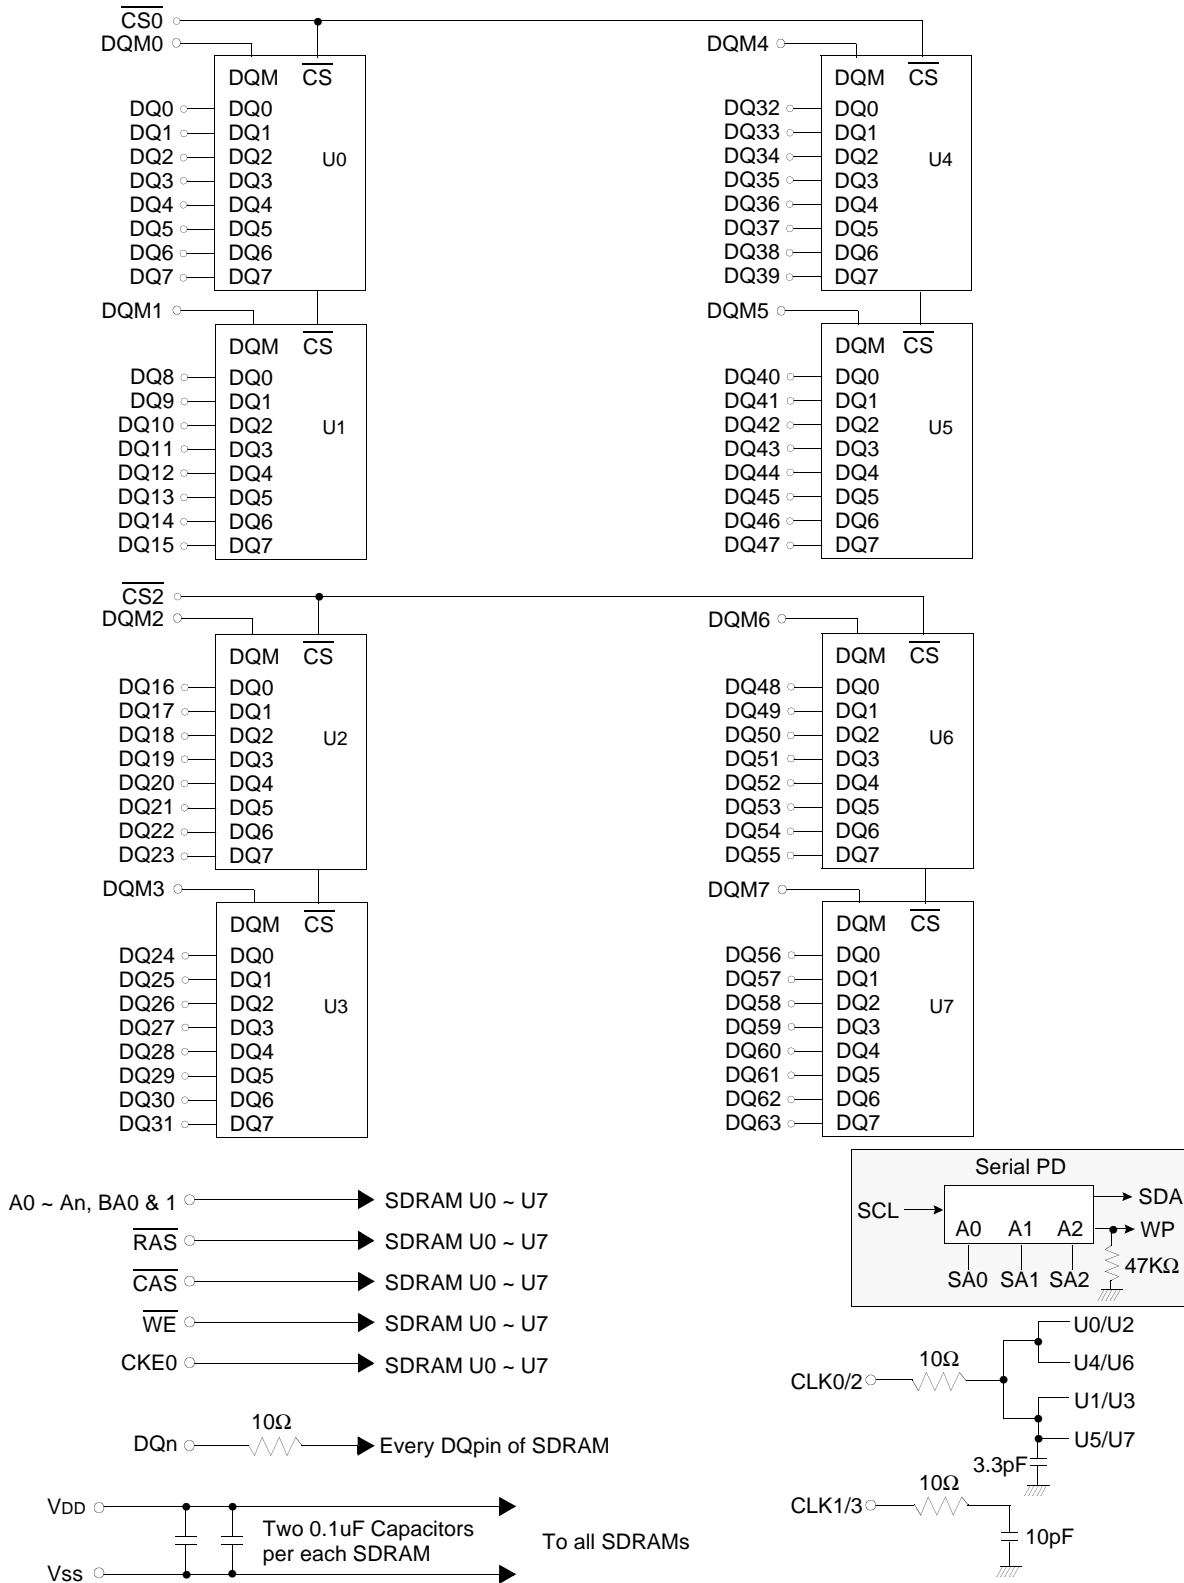 CS0
DQM0
DQM CS
DQ0 DQ0
DQ1 DQ1
DQ2 DQ2
U0
DQ3 DQ3
DQ4 DQ4
DQ5 DQ5
DQ6 DQ6
DQ7 DQ7
DQM1
DQM CS
DQ8 DQ0
DQ9 DQ1
DQ10 DQ2
U1
DQ11 DQ3
DQ12 DQ4
DQ13 DQ5
DQ14 DQ6
DQ15 DQ7
DQM4
DQM CS
DQ32 DQ0
DQ33 DQ1
DQ34 DQ2
U4
DQ35 DQ3
DQ36 DQ4
DQ37 DQ5
DQ38 DQ6
DQ39 DQ7
DQM5
DQM CS
DQ40 DQ0
DQ41 DQ1
DQ42 DQ2
U5
DQ43 DQ3
DQ44 DQ4
DQ45 DQ5
DQ46 DQ6
DQ47 DQ7
CS2
DQM2
DQM CS
DQ16 DQ0
DQ17 DQ1
DQ18 DQ2
U2
DQ19 DQ3
DQ20 DQ4
DQ21 DQ5
DQ22 DQ6
DQ23 DQ7
DQM3
DQM CS
DQ24 DQ0
DQ25 DQ1
DQ26 DQ2
U3
DQ27 DQ3
DQ28 DQ4
DQ29 DQ5
DQ30 DQ6
DQ31 DQ7
DQM6
DQM CS
DQ48 DQ0
DQ49 DQ1
DQ50 DQ2
U6
DQ51 DQ3
DQ52 DQ4
DQ53 DQ5
DQ54 DQ6
DQ55 DQ7
DQM7
DQM CS
DQ56 DQ0
DQ57 DQ1
DQ58 DQ2
U7
DQ59 DQ3
DQ60 DQ4
DQ61 DQ5
DQ62 DQ6
DQ63 DQ7
A0 ~ An, BA0 & 1 SDRAM U0 ~ U7
RAS SDRAM U0 ~ U7
CAS SDRAM U0 ~ U7
WE SDRAM U0 ~ U7
CKE0 SDRAM U0 ~ U7
10Ω
DQn Every DQpin of SDRAM
VDD
Two 0.1uF Capacitors
per each SDRAM
To all SDRAMs
Vss
Serial PD
SCL SDA
A0 A1 A2 WP
SA0 SA1 SA2 47KΩ
U0/U2
10Ω U4/U6
CLK0/2
U1/U3
U5/U7
3.3pF
10Ω
CLK1/3
10pF